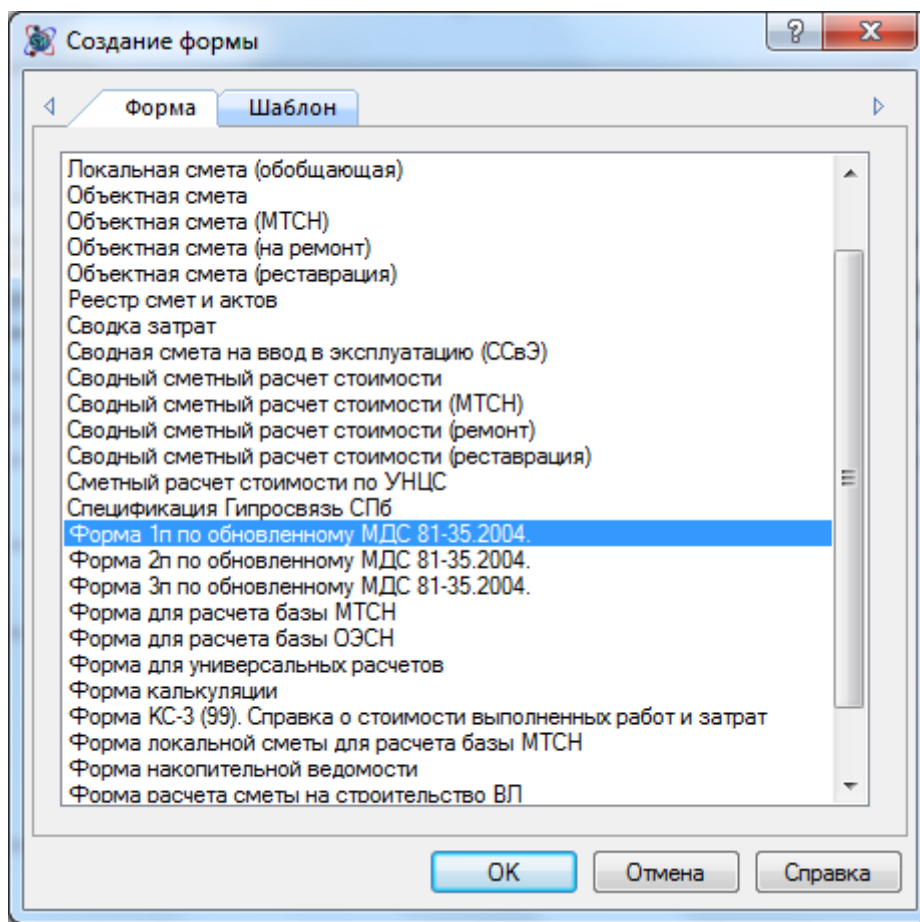 Создание формы
Форма
Шаблон
Локальная смета (обобщающая)
Объектная смета
Объектная смета (МТСН)
Объектная смета (на ремонт)
Объектная смета (реставрация)
Реестр смет и актов
Сводка затрат
Сводная смета на ввод в эксплуатацию (ССвЭ)
Сводный сметный расчет стоимости
Сводный сметный расчет стоимости (МТСН)
Сводный сметный расчет стоимости (ремонт)
Сводный сметный расчет стоимости (реставрация)
Сметный расчет стоимости по УНЦС
Спецификация Гипросвязь СПб
Форма 1п по обновленному МДС 81-35.2004.
Форма 2п по обновленному МДС 81-35.2004.
Форма 3п по обновленному МДС 81-35.2004.
Форма для расчета базы МТСН
Форма для расчета базы ОЭСН
Форма для универсальных расчетов
Форма калькуляции
Форма КС-3 (99). Справка о стоимости выполненных работ и затрат
Форма локальной сметы для расчета базы МТСН
Форма накопительной ведомости
Форма расчета сметы на строительство ВЛ
OK
Отмена
Справка